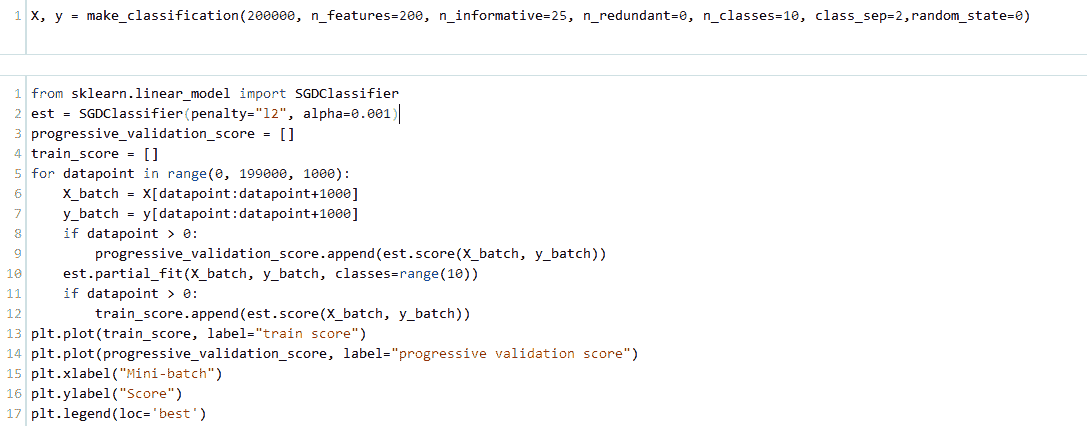 1 X, y = make_classification(200000, n_features=200, n_informative=25, n_redundant=0, n_classes=10, class_sep=2,random_state=0)
1 from sklearn.linear_model import SGDClassifier
2 est = SGDClassifier(penalty="l2", alpha=0.001)
3 progressive_validation_score = []
4 train_score = []
5 for datapoint in range(0, 199000, 1000):
6     X_batch = X[datapoint:datapoint+1000]
7     y_batch = y[datapoint:datapoint+1000]
8     if datapoint > 0:
9         progressive_validation_score.append(est.score(X_batch, y_batch))
10     est.partial_fit(X_batch, y_batch, classes=range(10))
11     if datapoint > 0:
12         train_score.append(est.score(X_batch, y_batch))
13 plt.plot(train_score, label="train score")
14 plt.plot(progressive_validation_score, label="progressive validation score")
15 plt.xlabel("Mini-batch")
16 plt.ylabel("Score")
17 plt.legend(loc='best')